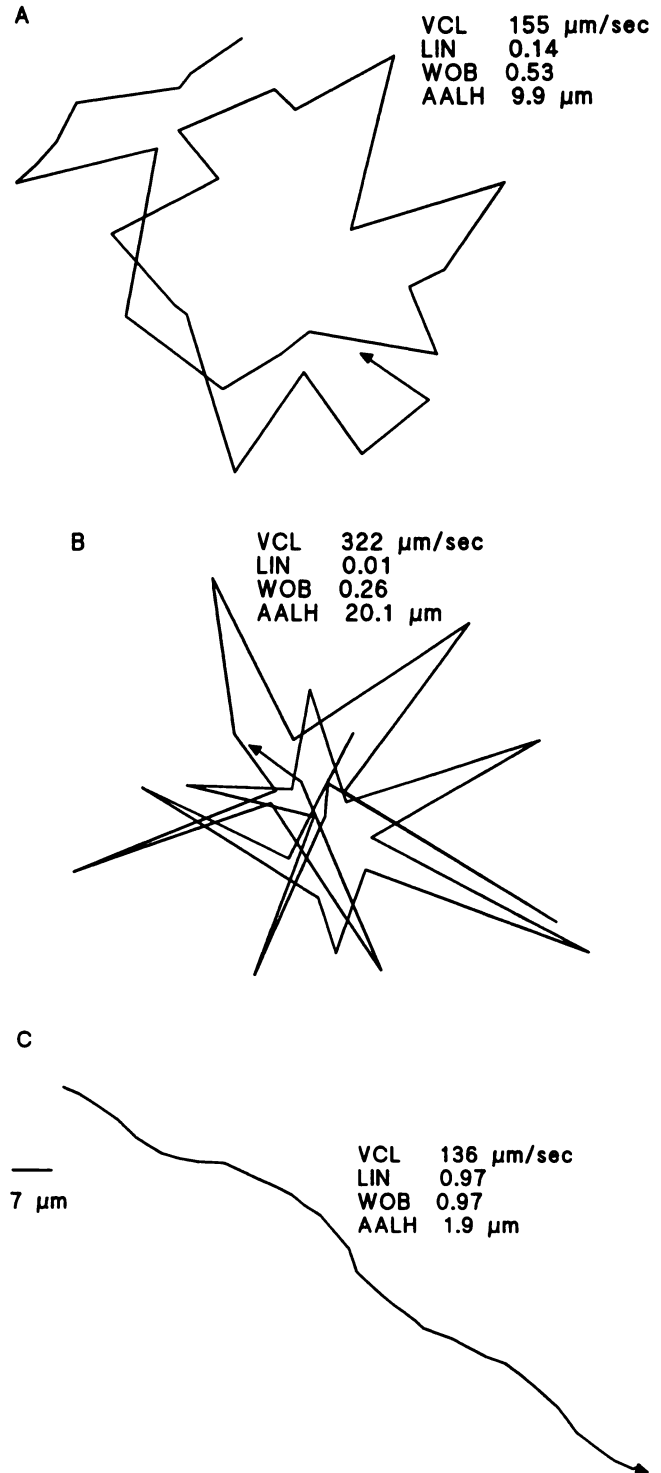 A
VCL 155 µm/sec
LIN 0.14
WOB 0.53
AALH 9.9 µm
B
VCL 322 µm/sec
LIN 0.01
WOB 0.26
AALH 20.1 µm
C
VCL 136 µm/sec
LIN 0.97
WOB 0.97
AALH 1.9 µm
7 µm